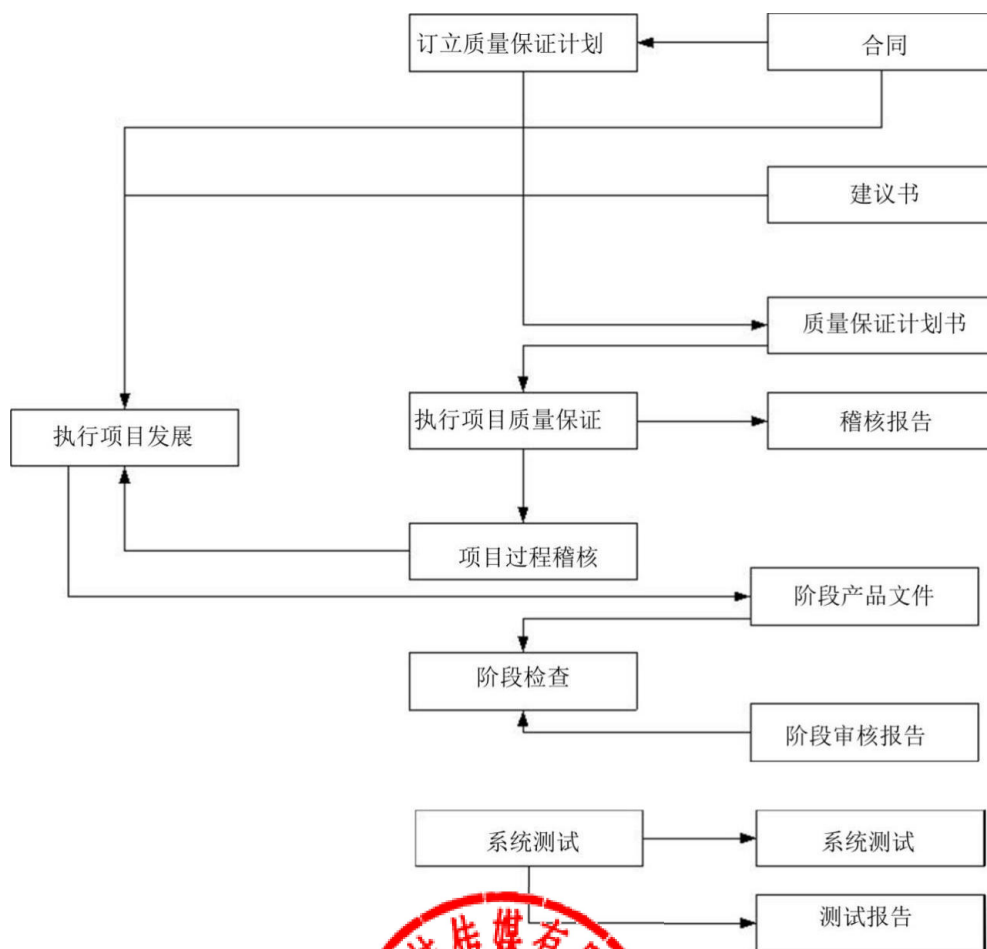 订立质量保证计划
合同
建议书
质量保证计划书
执行项目发展
执行项目质量保证
稽核报告
项目过程稽核
阶段产品文件
阶段检查
阶段审核报告
系统测试
系统测试
测试报告
传媒有